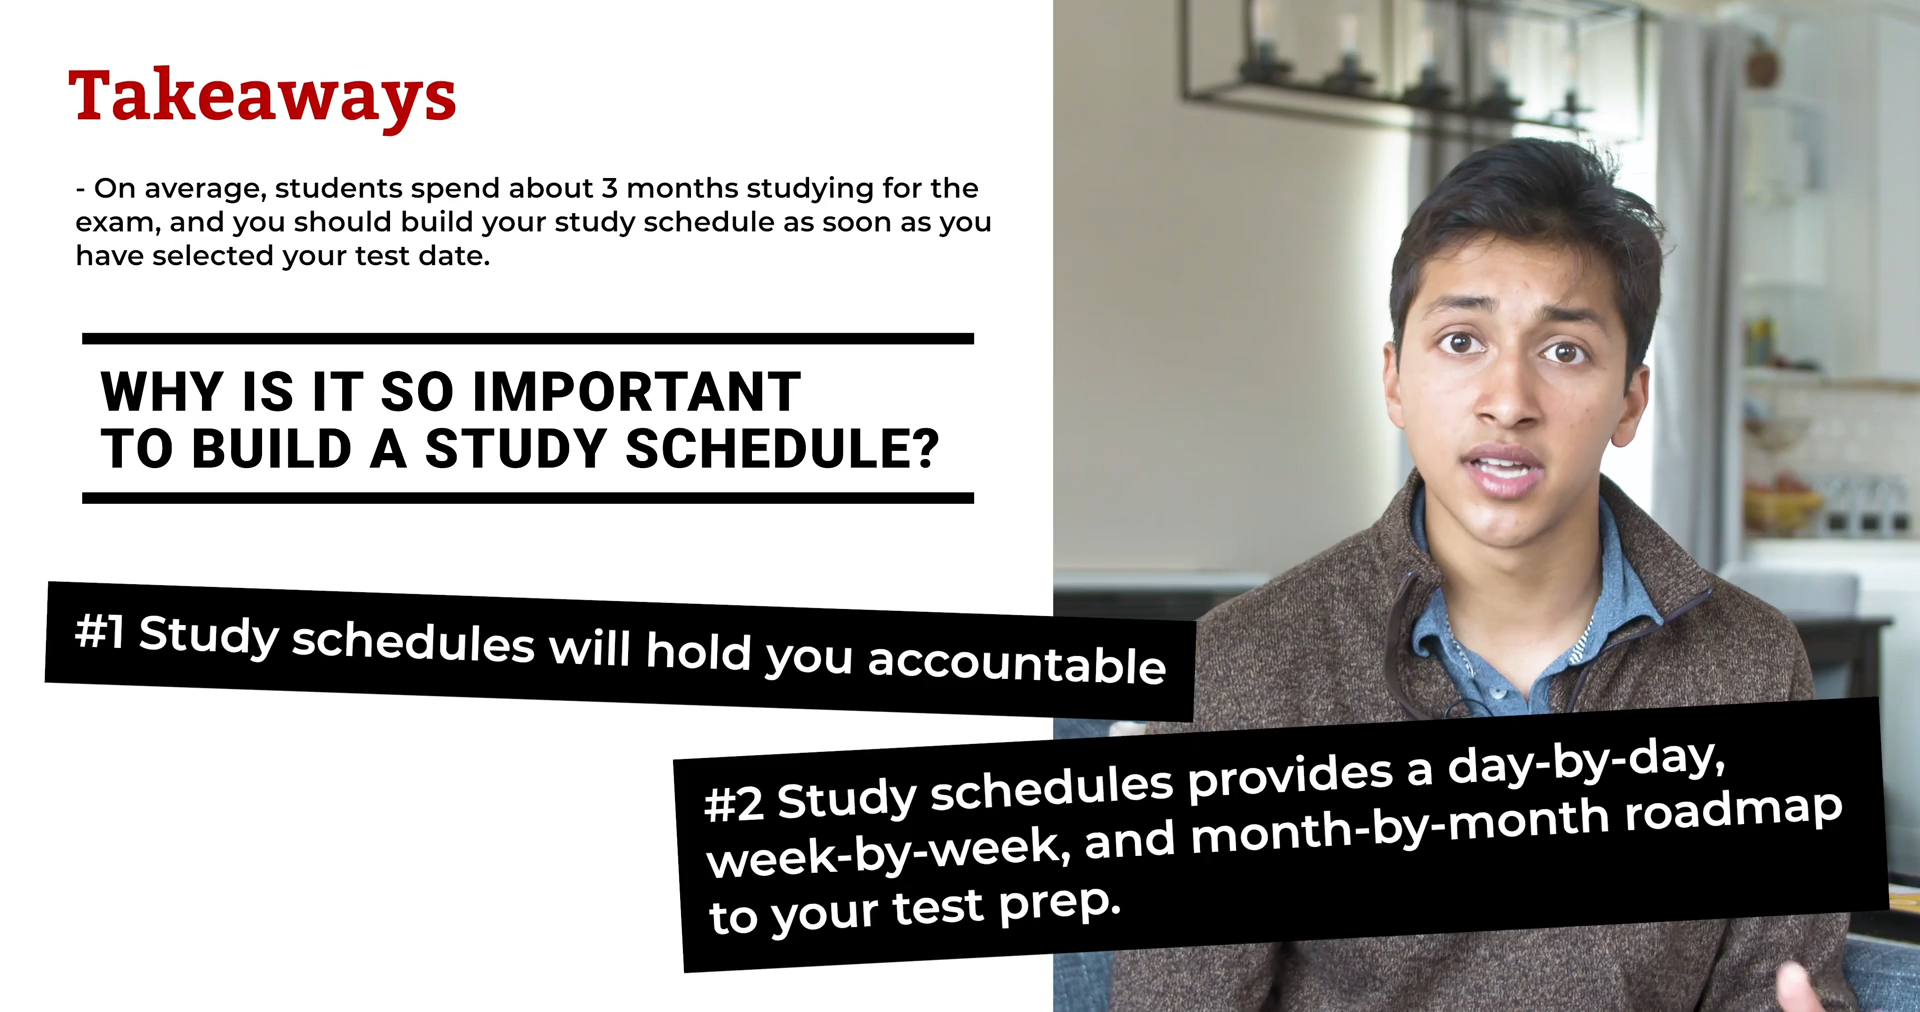 Takeaways
- On average, students spend about 3 months studying for the
exam, and you should build your study schedule as soon as you
have selected your test date.
WHY IS IT SO IMPORTANT
TO BUILD A STUDY SCHEDULE?
#1 Study schedules will hold you accountable
#2 Study schedules provides a day-by-day,
week-by-week, and month-by-month roadmap
to your test prep.